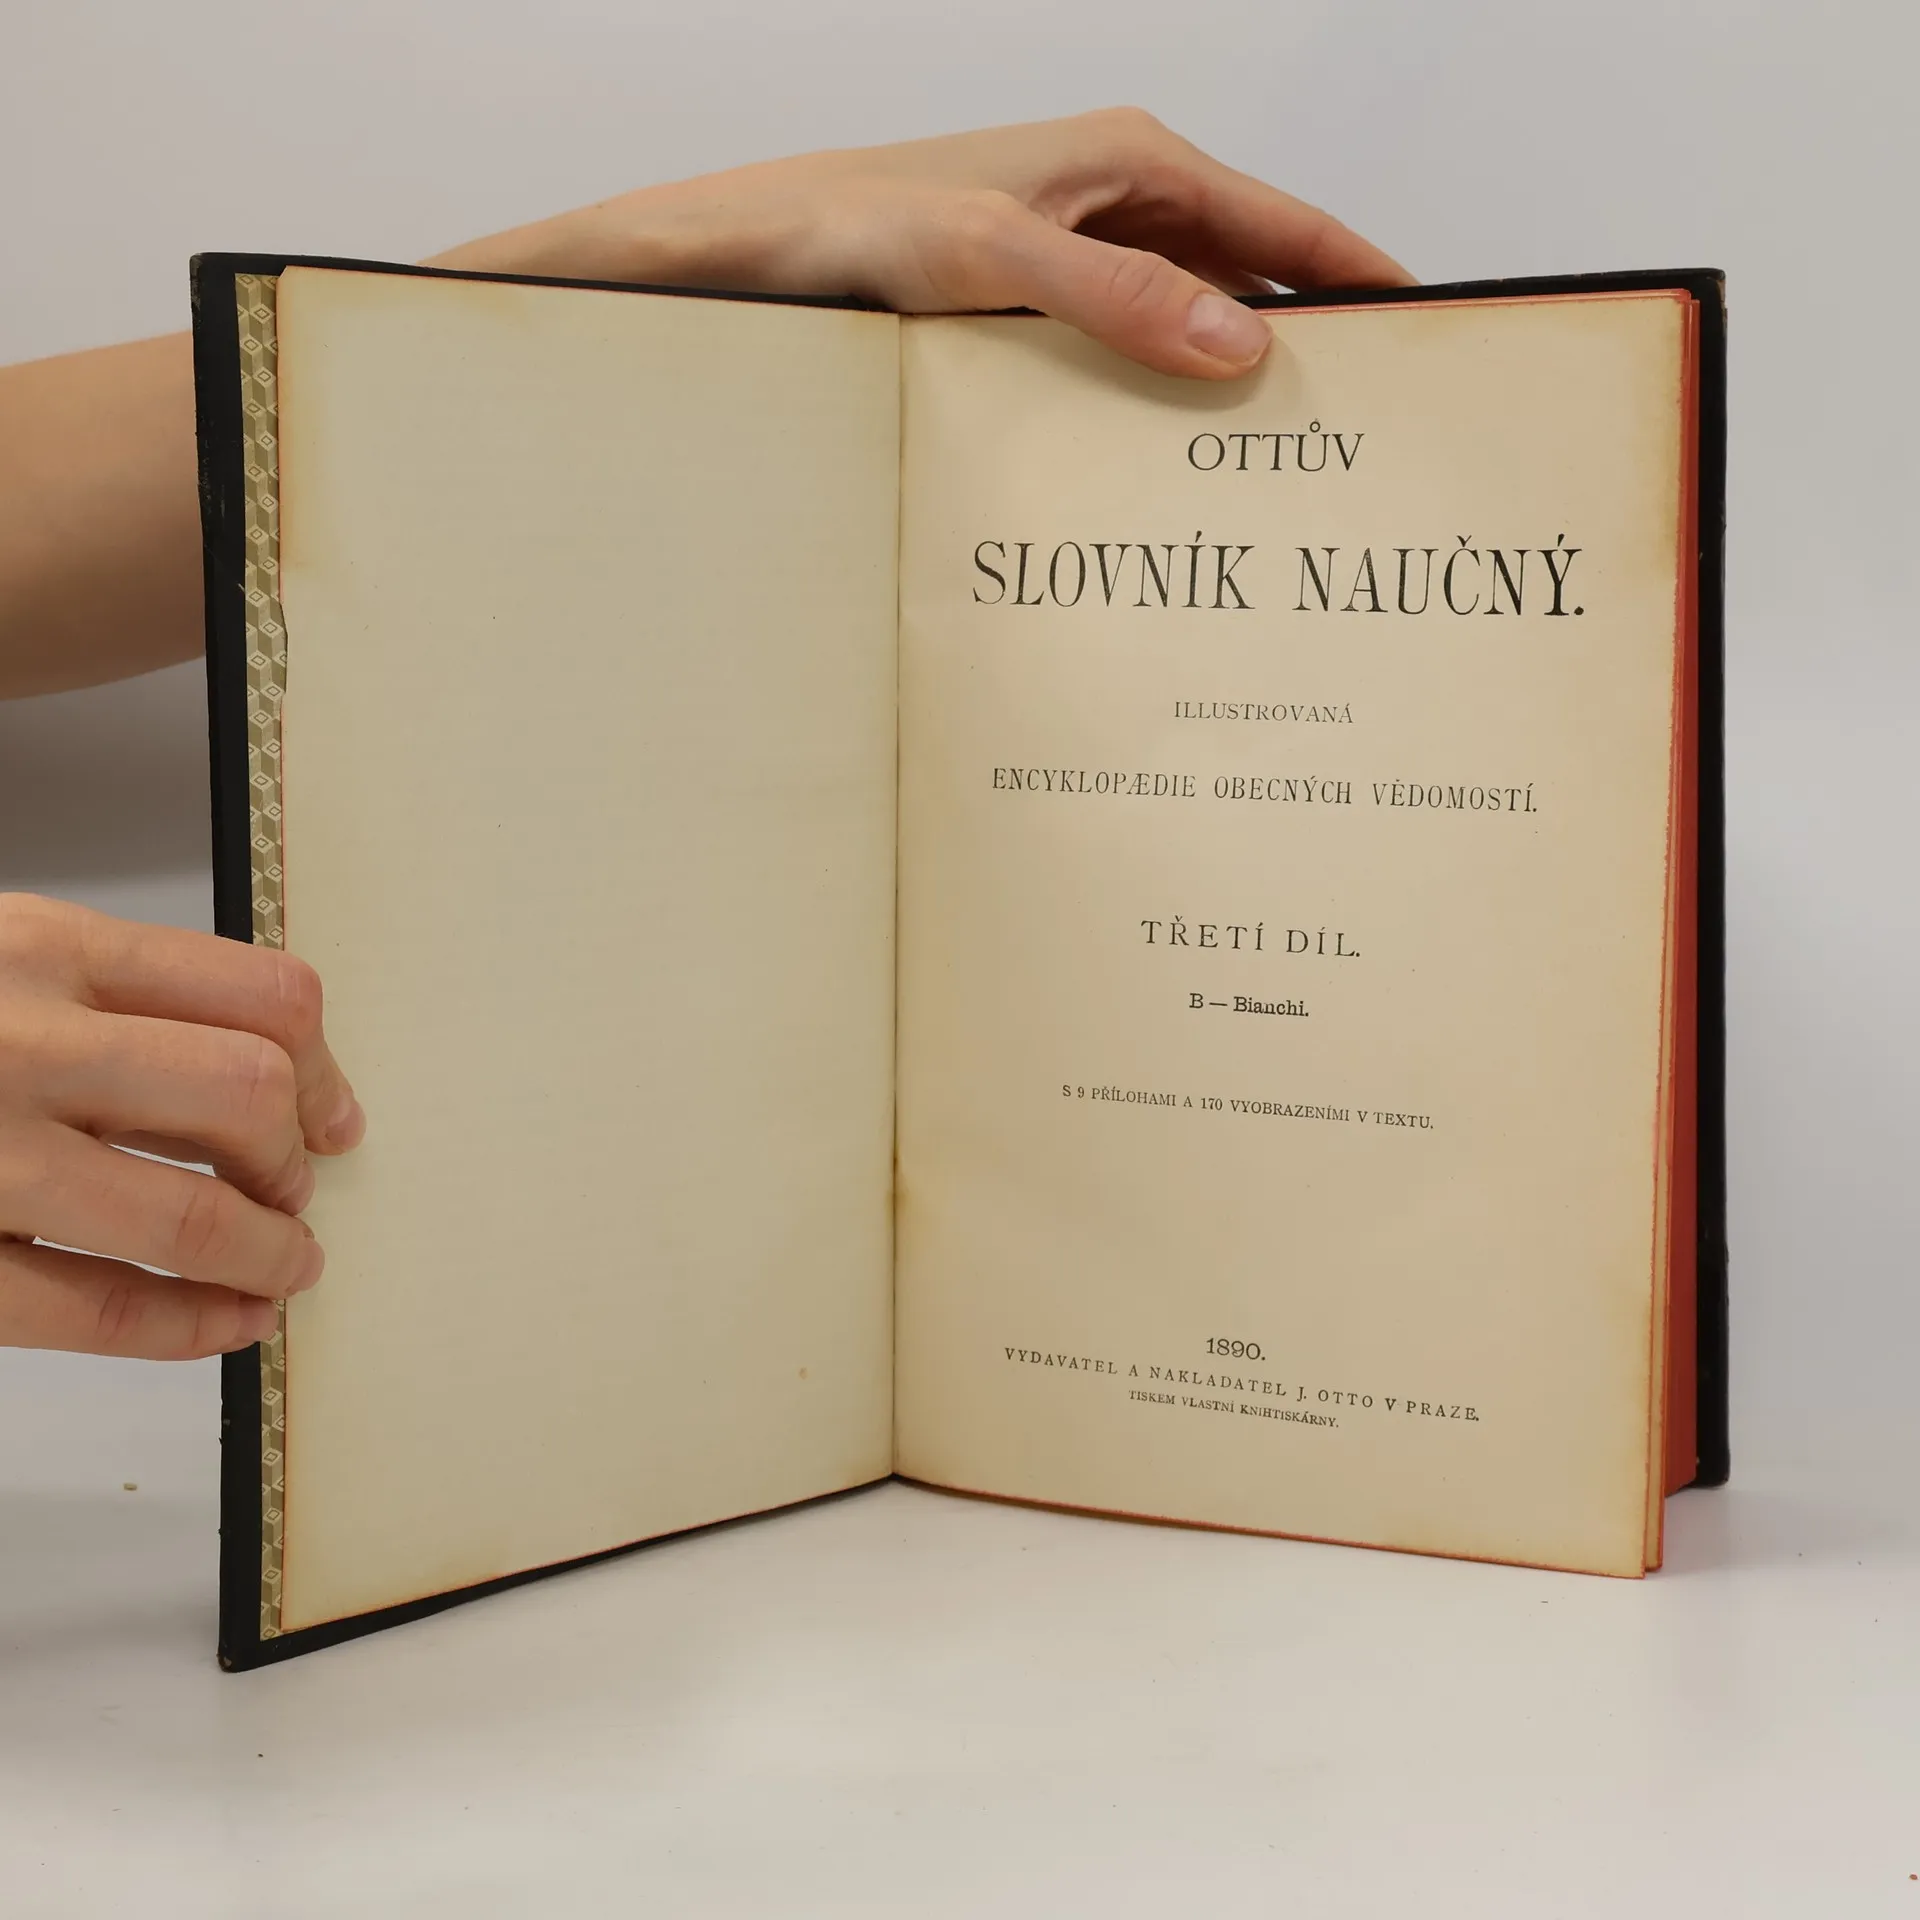 OTTŮV
SLOVNÍK NAUČNÝ.
ILLUSTROVANÁ
ENCYKLOPÆDIE OBECNÝCH VĚDOMOSTÍ.
TŘETÍ DÍL.
B — Bianchi.
S 9 PŘÍLOHAMI A 170 VYOBRAZENÍMI V TEXTU.
1890.
VYDAVATEL A NAKLADATEL J. OTTO V PRAZE.
TISKEM VLASTNÍ KNIHTISKÁRNY.